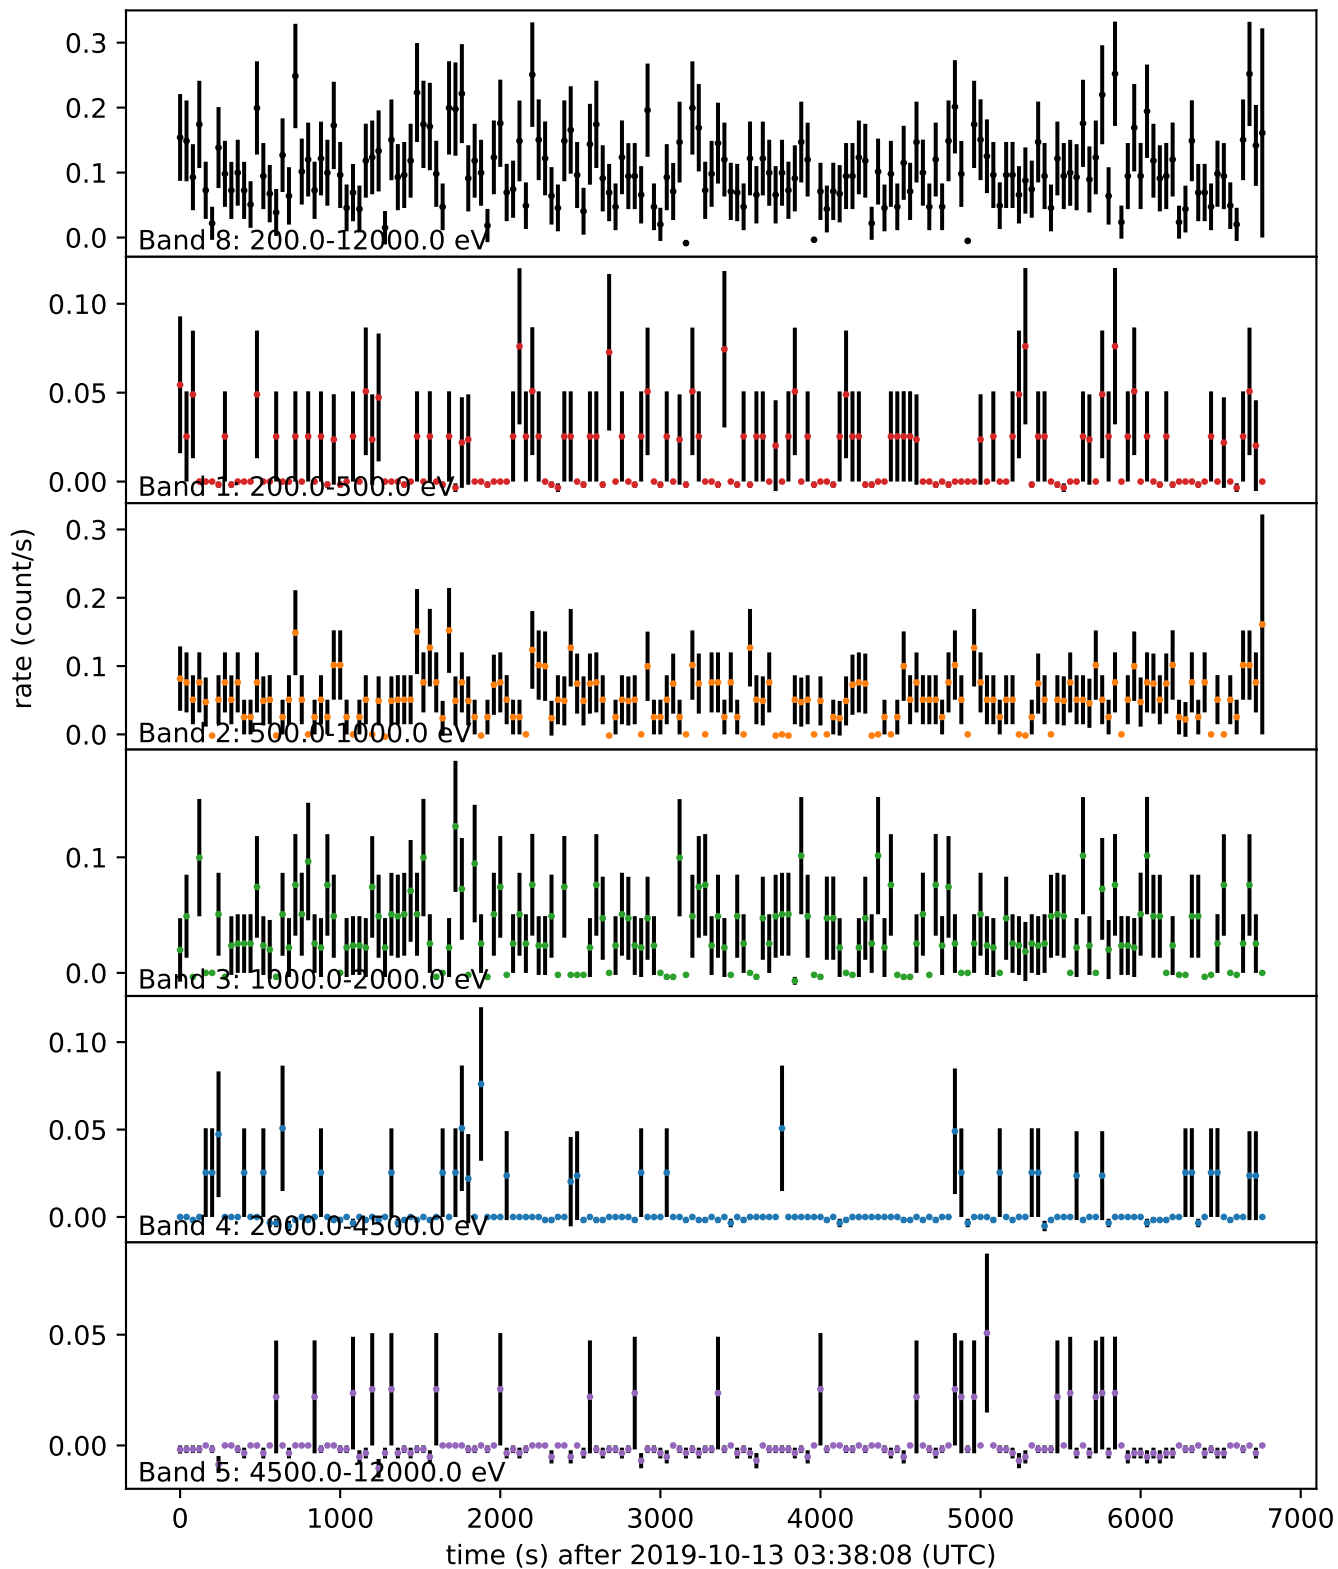 0.3
0.2
0.1
0.0
Band 8: 200.0-12000.0 eV
0.10
0.05
0.00
Band 1: 200.0-500.0 eV
rate (count/s)
0.3
0.2
0.1
0.0
Band 2: 500.0-1000.0 eV
0.1
0.0
Band 3: 1000.0-2000.0 eV
0.10
0.05
0.00
Band 4: 2000.0-4500.0 eV
0.05
0.00
Band 5: 4500.0-12000.0 eV
0 1000 2000 3000 4000 5000 6000 7000
time (s) after 2019-10-13 03:38:08 (UTC)